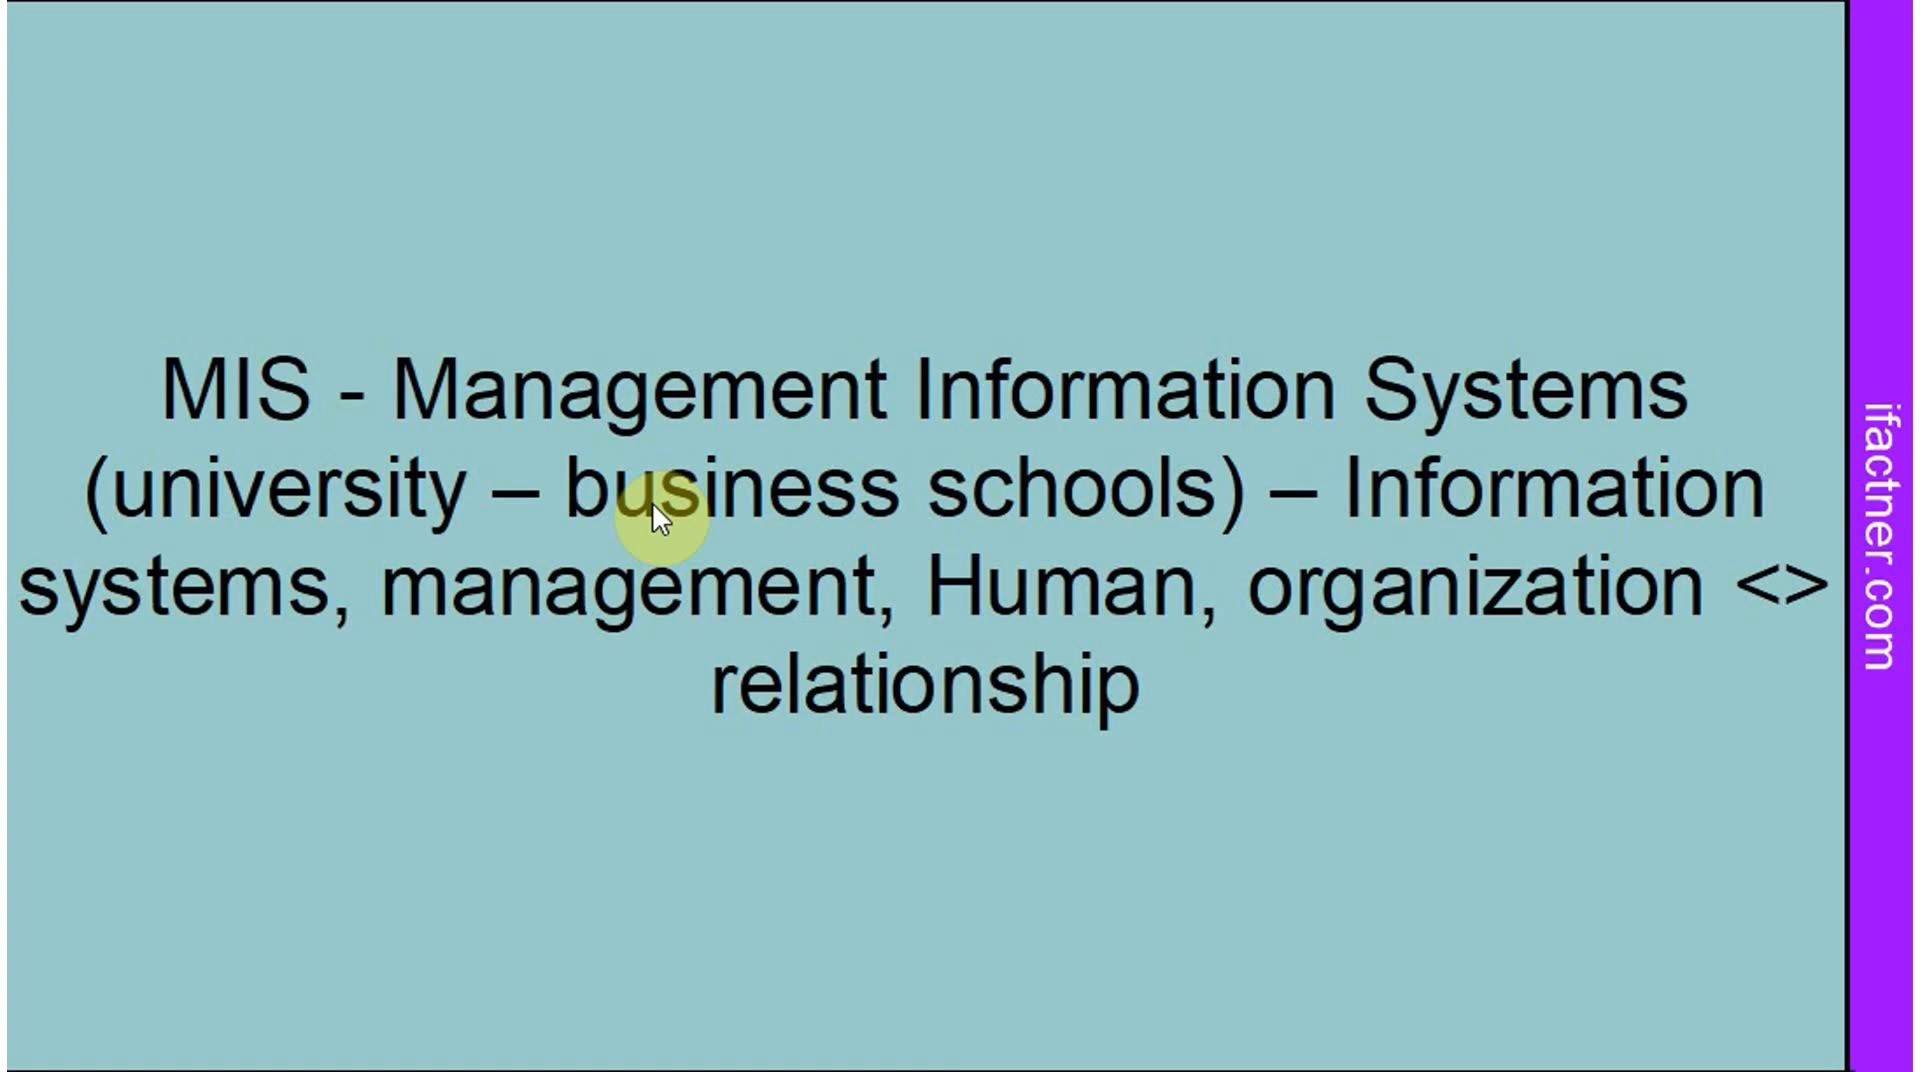 MIS - Management Information Systems
(university – business schools) – Information
systems, management, Human, organization <>
relationship
ifactner.com